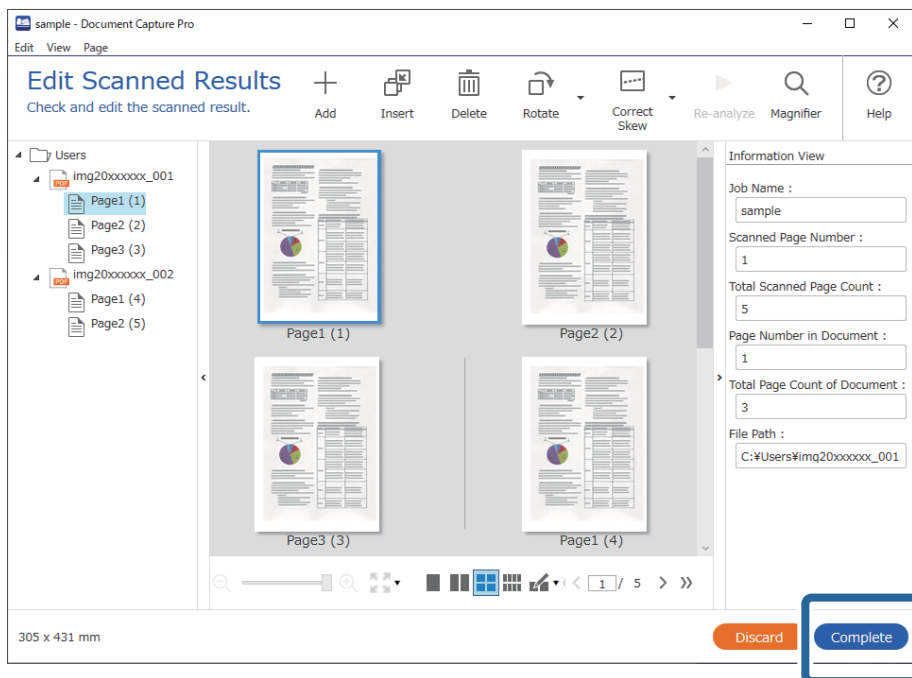 sample - Document Capture Pro
Edit View Page
Edit Scanned Results
Check and edit the scanned result.
Add
Insert
Delete
Rotate
Correct
Skew
Re-analyze
Magnifier
Help
Users
PDF img20xxxxxx_001
Page1 (1)
Page2 (2)
Page3 (3)
PDF img20xxxxxx_002
Page1 (4)
Page2 (5)
Page1 (1)
Page2 (2)
Page3 (3)
Page1 (4)
1 / 5
Information View
Job Name :
sample
Scanned Page Number :
1
Total Scanned Page Count :
5
Page Number in Document :
1
Total Page Count of Document :
3
File Path :
C:¥Users¥img20xxxxxx_001.
305 x 431 mm
Discard
Complete